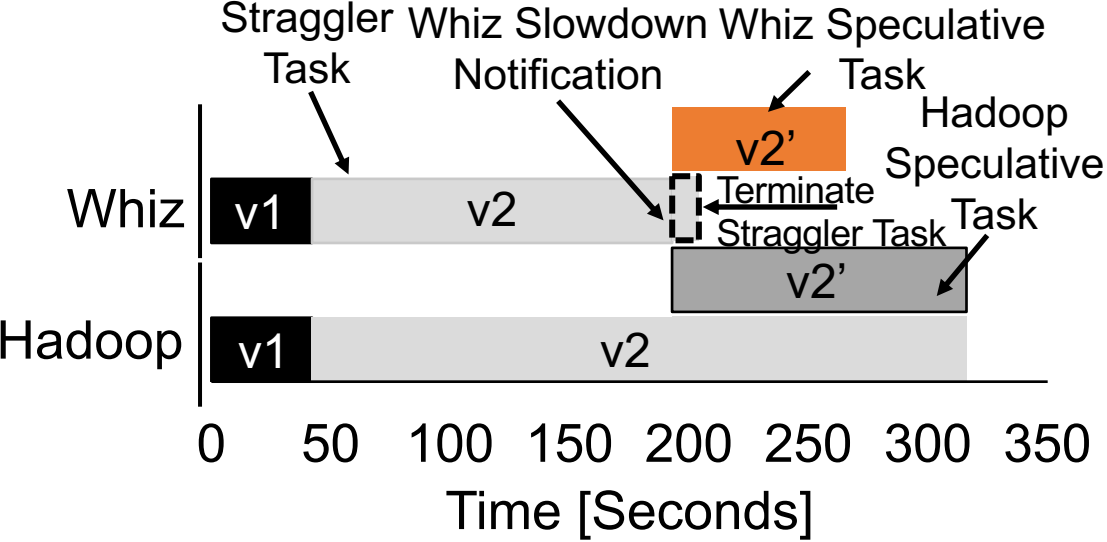 Straggler
Task
Whiz Slowdown
Notification
Whiz Speculative
Task
Hadoop
Speculative
Task
v2’
Whiz
v1
v2
Terminate
Straggler Task
v2’
Hadoop
v1
v2
0 50 100 150 200 250 300 350
Time [Seconds]